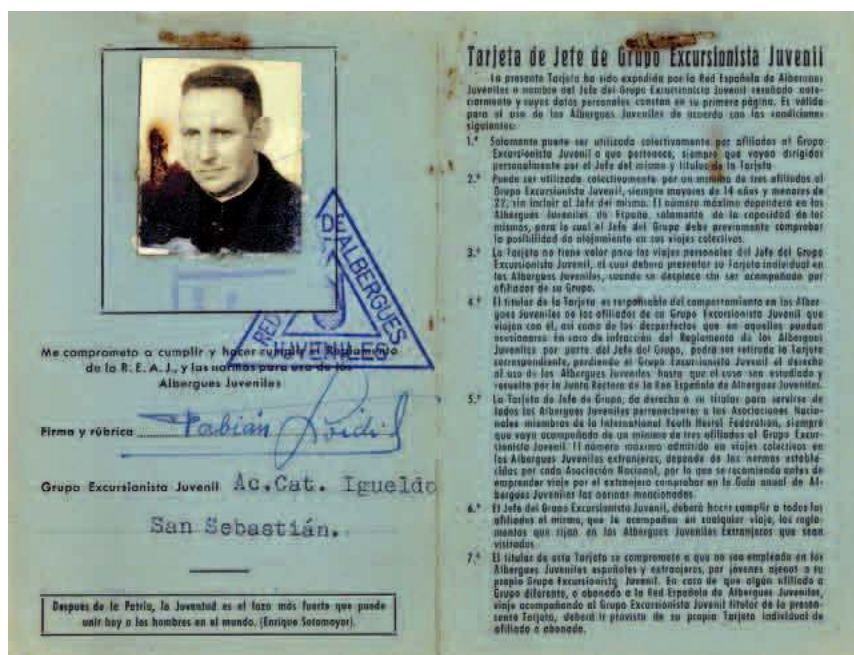 DE ALBERGUES
RED
JUVENILES
Me comprometo a cumplir y hacer cumplir el Reglamento
de la R. E. A. J., y las normas para uso de los
Albergues Juveniles
Firma y rúbrica Fabián Loidi
Grupo Excursionista Juvenil Ac.Cat. Igueldo
San Sebastián.
Después de la Patria, la Juventud es el lazo más fuerte que puede
unir hoy a los hombres en el mundo. (Enrique Sotomayor).
Tarjeta de Jefe de Grupo Excursionista Juvenil
La presente Tarjeta ha sido expedida por la Red Española de Albergues
Juveniles a nombre del Jefe del Grupo Excursionista Juvenil reseñado ante-
riormente y cuyos datos personales constan en su primera página. Es válida
para el uso de los Albergues Juveniles de acuerdo con las condiciones
siguientes:
1.ª Solamente puede ser utilizada colectivamente por afiliados al Grupo
Excursionista Juvenil a que pertenece, siempre que vayan dirigidos
personalmente por el Jefe del mismo y titular de la Tarjeta
2.ª Puede ser utilizada colectivamente por un mínimo de tres afiliados al
Grupo Excursionista Juvenil, siempre mayores de 14 años y menores de
27, sin incluir al Jefe del mismo. El número máximo dependerá en los
Albergues Juveniles de España, solamente de la capacidad de los
mismos, para lo cual el Jefe del Grupo debe previamente comprobar
la posibilidad de alojamiento en sus viajes colectivos.
3.ª La Tarjeta no tiene valor para los viajes personales del Jefe del Grupo
Excursionista Juvenil, el cual deberá presentar su Tarjeta individual en
los Albergues Juveniles, cuando se desplace sin ser acompañado por
afiliados de su Grupo.
4.ª El titular de la Tarjeta es responsable del comportamiento en los Alber-
gues Juveniles de los afiliados de su Grupo Excursionista Juvenil que
viajen con él, así como de los desperfectos que en aquellos puedan
ocasionarse. En caso de infracción del Reglamento de los Albergues
Juveniles por parte del Jefe del Grupo, podrá ser retirada la Tarjeta
correspondiente, perdiendo el Grupo Excursionista Juvenil el derecho
al uso de los Albergues Juveniles hasta que el caso sea estudiado y
resuelto por la Junta Rectora de la Red Española de Albergues Juveniles.
5.ª La Tarjeta de Jefe de Grupo, da derecho a su titular para servirse de
todos los Albergues Juveniles pertenecientes a las Asociaciones Nacio-
nales miembros de la International Youth Hostel Federation, siempre
que vaya acompañado de un mínimo de tres afiliados al Grupo Excur-
sionista Juvenil. El número máximo admitido en viajes colectivos en
los Albergues Juveniles extranjeros, depende de las normas estable-
cidas por cada Asociación Nacional, por lo que se recomienda antes de
emprender viaje por el extranjero comprobar en la Guía anual de Al-
bergues Juveniles las normas mencionadas.
6.ª El Jefe del Grupo Excursionista Juvenil, deberá hacer cumplir a todos los
afiliados al mismo, que le acompañen en cualquier viaje, los regla-
mentos que rijan en los Albergues Juveniles Extranjeros que sean
visitados
7.ª El titular de esta Tarjeta se compromete a que no sea empleada en los
Albergues Juveniles españoles y extranjeros, por jóvenes ajenos a su
propio Grupo Excursionista Juvenil. En caso de que algún afiliado a
Grupo diferente, o abonado a la Red Española de Albergues Juveniles,
viaje acompañando al Grupo Excursionista Juvenil titular de la presen-
sente Tarjeta, deberá ir provisto de su propia Tarjeta individual de
afiliado o abonado.